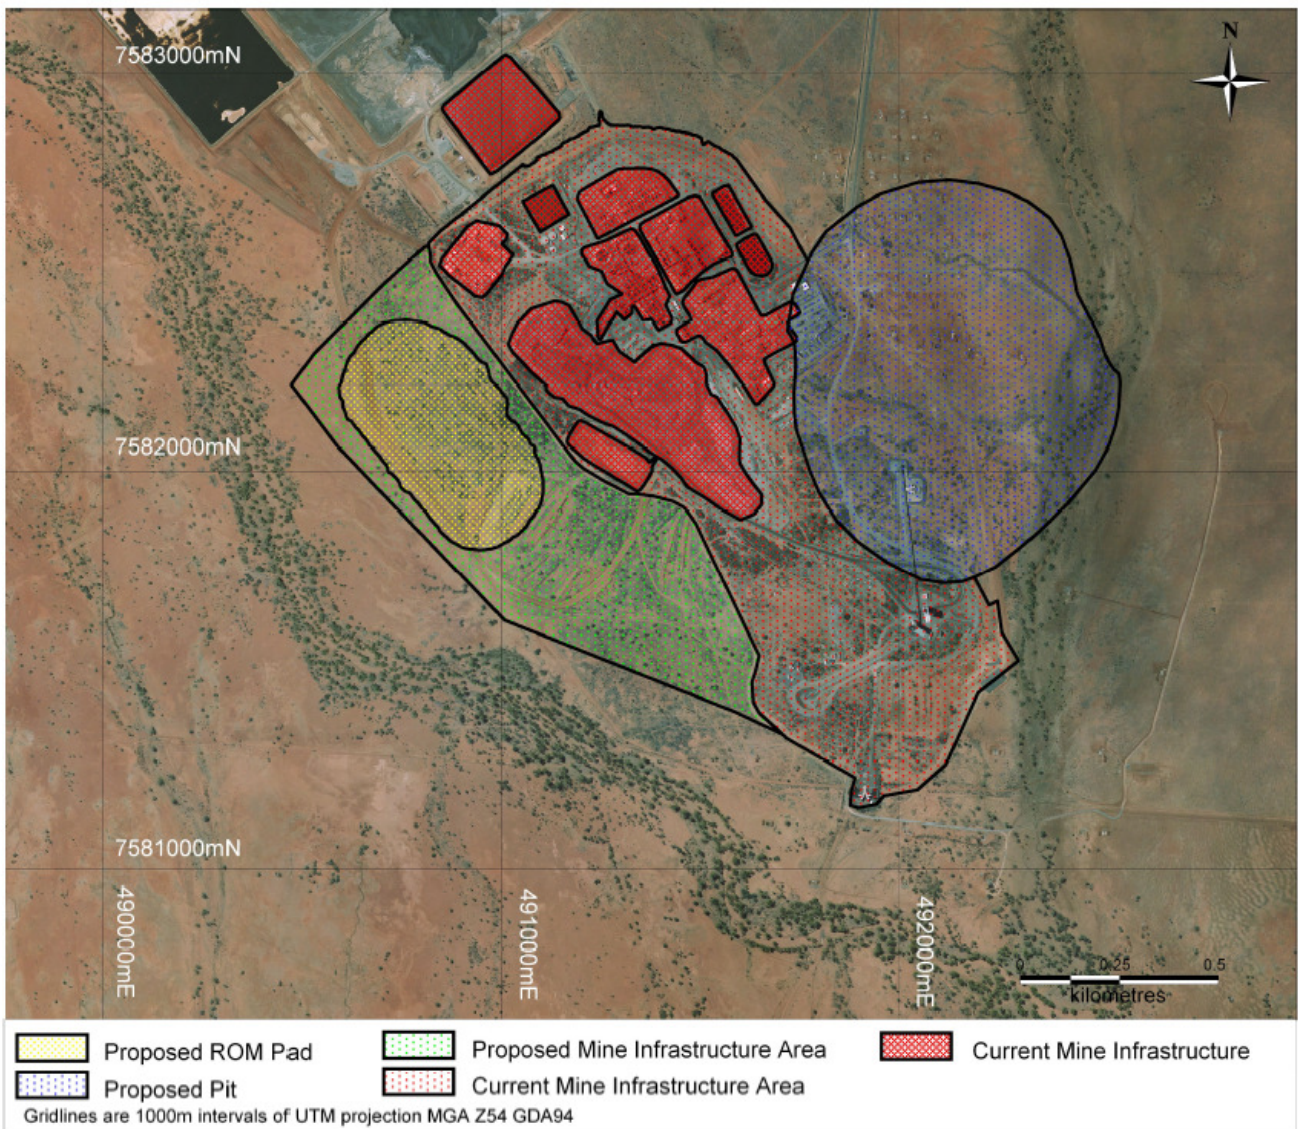 N
7583000mN
7582000mN
7581000mN
490000mE
491000mE
492000mE
0 0.25 0.5
kilometres
Proposed ROM Pad
Proposed Mine Infrastructure Area
Current Mine Infrastructure
Proposed Pit
Current Mine Infrastructure Area
Gridlines are 1000m intervals of UTM projection MGA Z54 GDA94